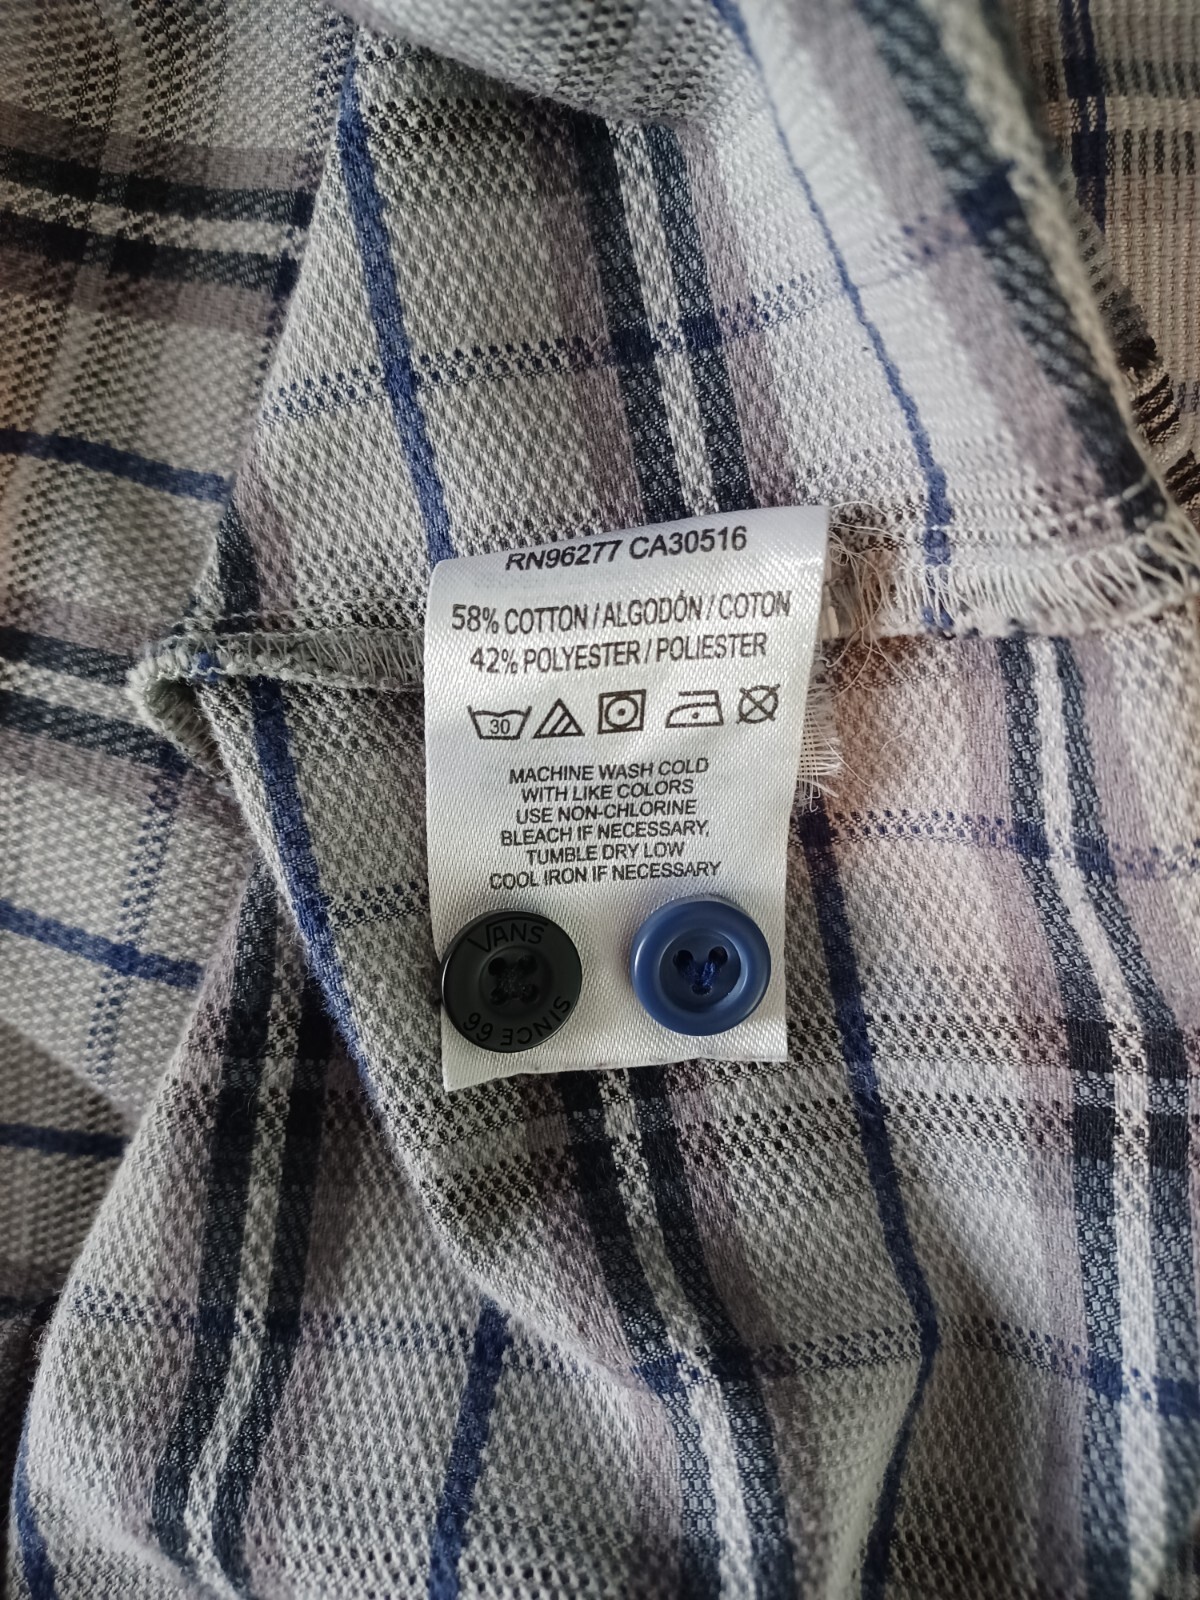 RN96277 CA30516
58% COTTON / ALGODÓN / COTON
42% POLYESTER / POLIESTER
30
MACHINE WASH COLD
WITH LIKE COLORS
USE NON-CHLORINE
BLEACH IF NECESSARY,
TUMBLE DRY LOW
COOL IRON IF NECESSARY
VANS
SINCE 66